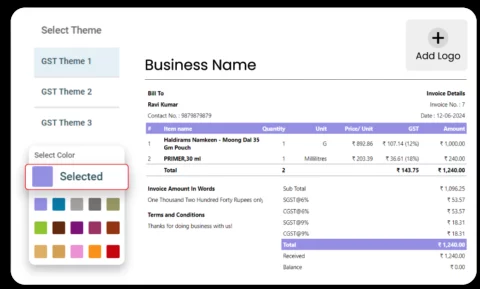 Select Theme
GST Theme 1
GST Theme 2
GST Theme 3
Select Color
Selected
Add Logo
Business Name
Bill To
Invoice Details
Ravi Kumar
Invoice No. : 7
Contact No. : 9879879879
Date : 12-06-2024
# Item name Quantity Unit Price/ Unit GST Amount
1 Haldirams Namkeen - Moong Dal 35 Gm Pouch 1 G ₹ 892.86 ₹ 107.14 (12%) ₹ 1,000.00
2 PRIMER,30 ml 1 Millilitres ₹ 203.39 ₹ 36.61 (18%) ₹ 240.00
Total 2 ₹ 143.75 ₹ 1,240.00
Invoice Amount In Words
One Thousand Two Hundred Forty Rupees only
Terms and Conditions
Thanks for doing business with us!
Sub Total ₹ 1,096.25
SGST@6% ₹ 53.57
CGST@6% ₹ 53.57
SGST@9% ₹ 18.31
CGST@9% ₹ 18.31
Total ₹ 1,240.00
Received ₹ 1,240.00
Balance ₹ 0.00